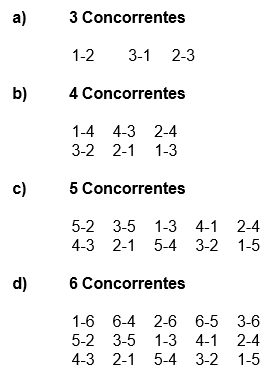 a) 3 Concorrentes
1-2 3-1 2-3
b) 4 Concorrentes
1-4 4-3 2-4
3-2 2-1 1-3
c) 5 Concorrentes
5-2 3-5 1-3 4-1 2-4
4-3 2-1 5-4 3-2 1-5
d) 6 Concorrentes
1-6 6-4 2-6 6-5 3-6
5-2 3-5 1-3 4-1 2-4
4-3 2-1 5-4 3-2 1-5